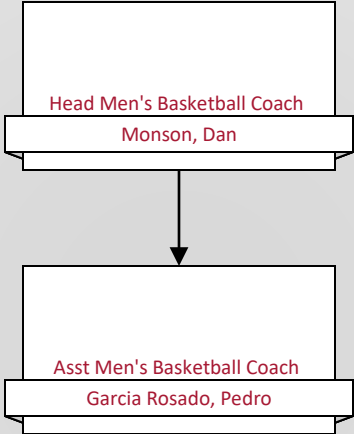 Head Men's Basketball Coach
Monson, Dan
Asst Men's Basketball Coach
Garcia Rosado, Pedro